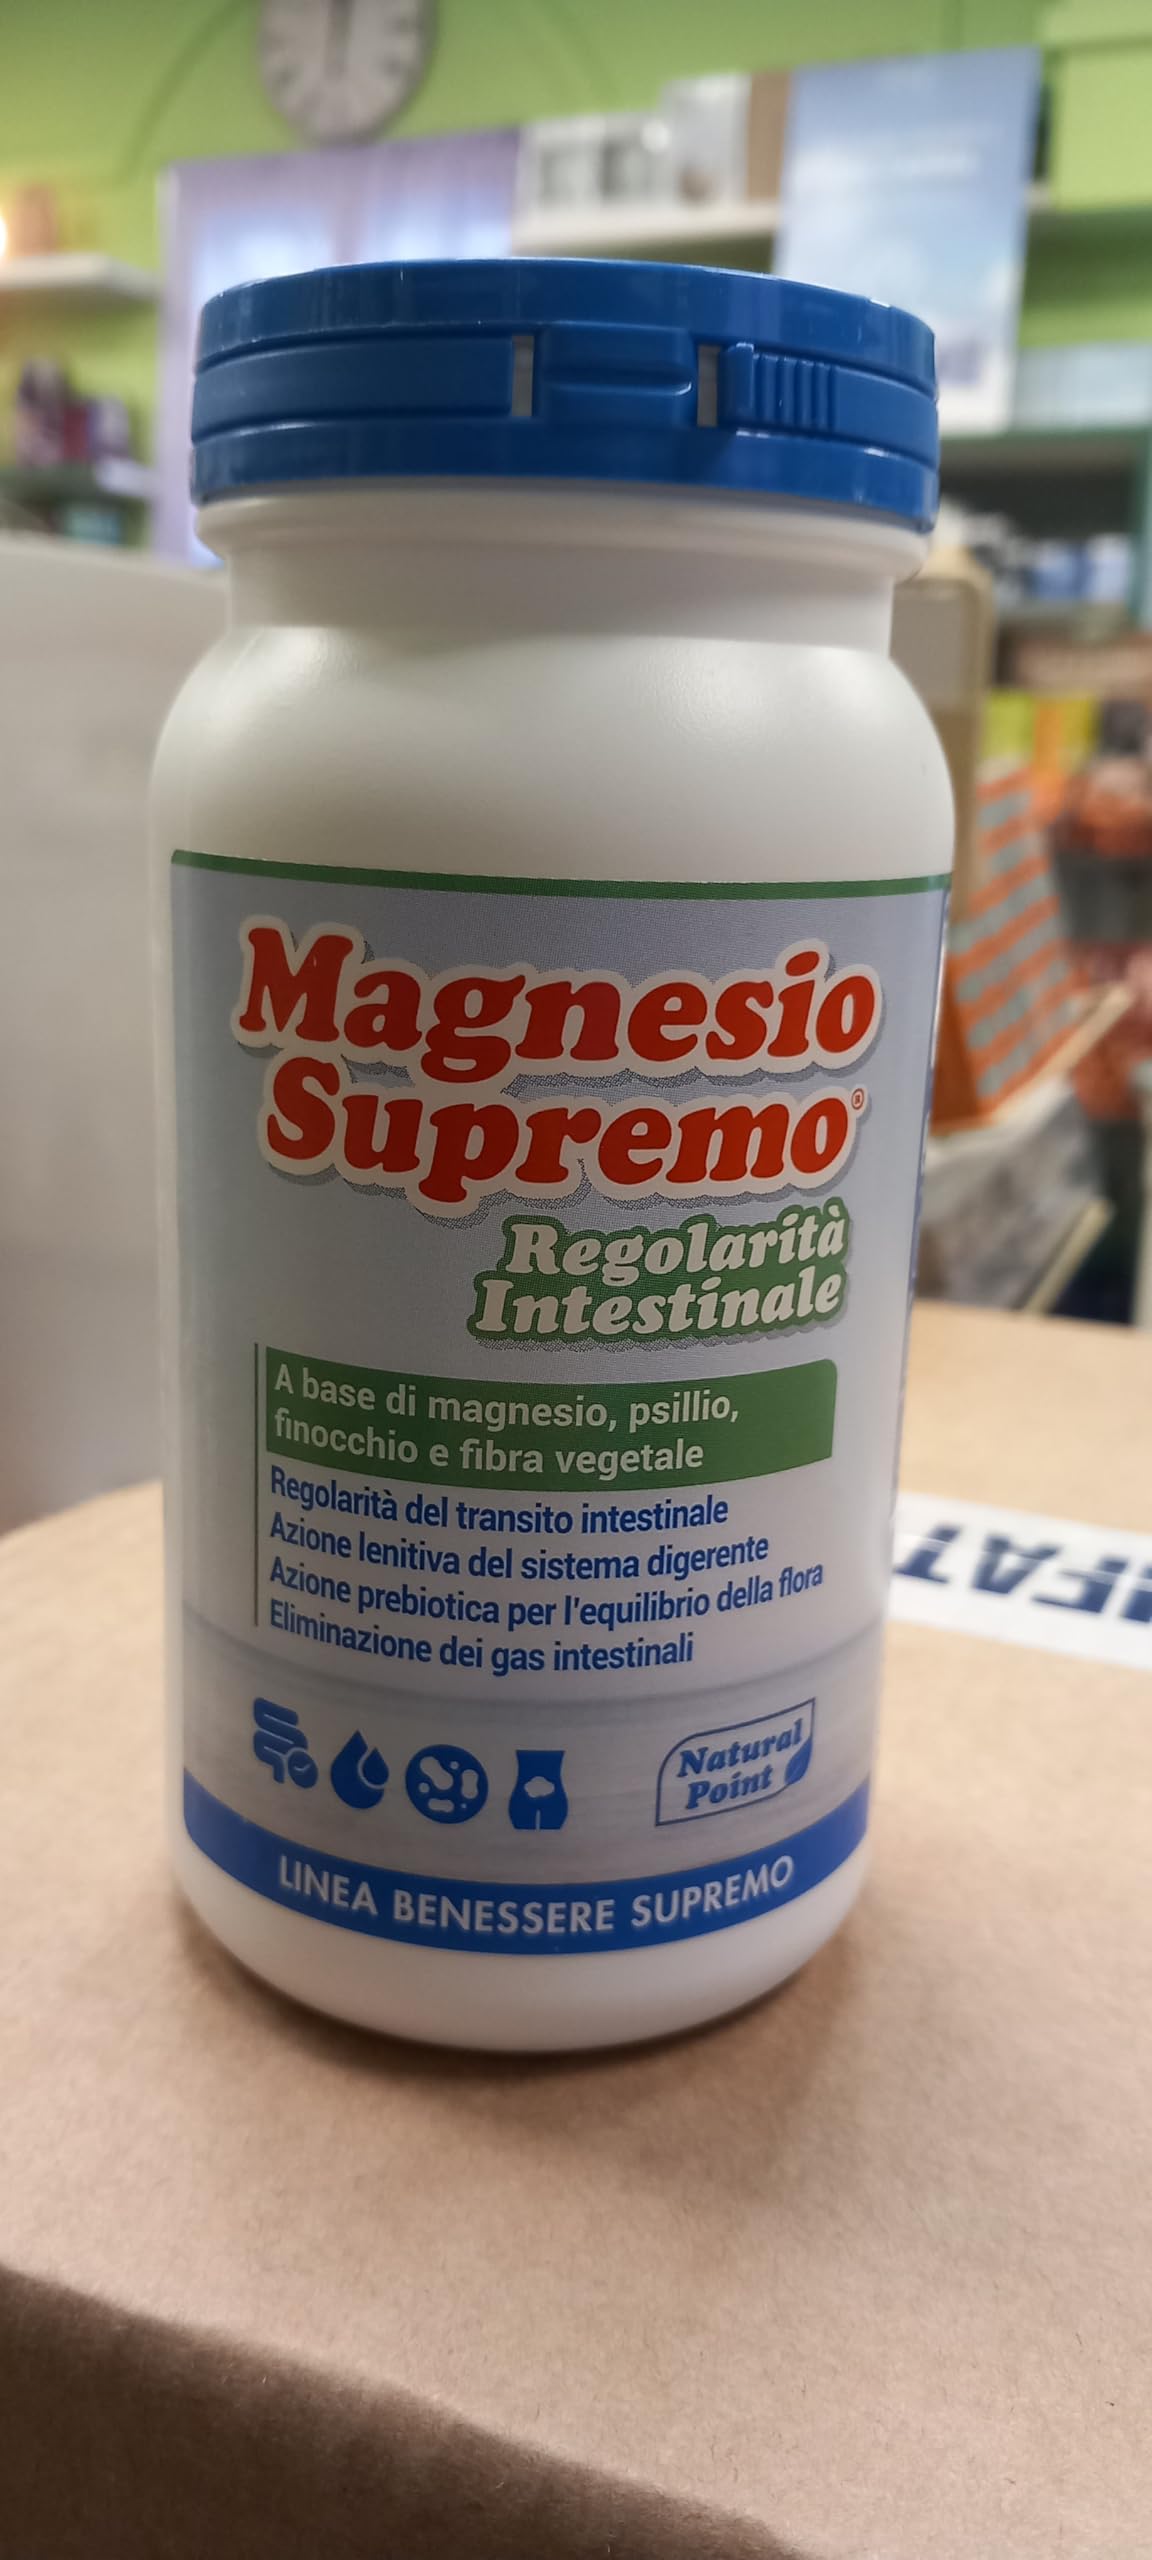 Magnesio
Supremo®
Regolarità
Intestinale
A base di magnesio, psillio,
finocchio e fibra vegetale
Regolarità del transito intestinale
Azione lenitiva del sistema digerente
Azione prebiotica per l'equilibrio della flora
Eliminazione dei gas intestinali
Natural
Point
LINEA BENESSERE SUPREMO